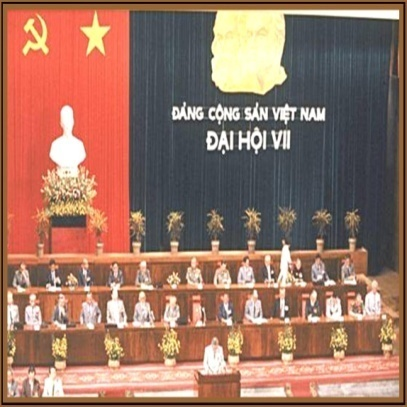 ĐẢNG CỘNG SẢN VIỆT NAM
ĐẠI HỘI VII